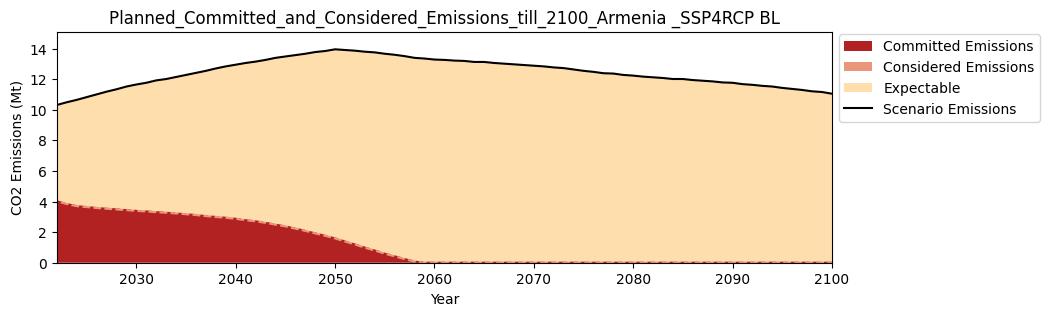 Planned_Committed_and_Considered_Emissions_till_2100_Armenia _SSP4RCP BL
CO2 Emissions (Mt)
14
12
10
8
6
4
2
0
2030 2040 2050 2060 2070 2080 2090 2100
Year
Committed Emissions
Considered Emissions
Expectable
Scenario Emissions